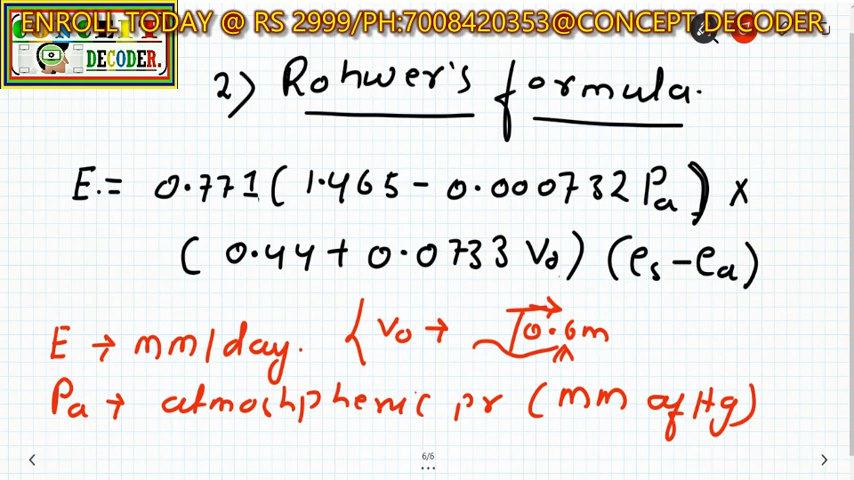 ENROLL TODAY @ RS 2999/PH:7008420353@CONCEPT DECODER
DECODER.
2) Rohwer's formula.
E = 0.771 ( 1.465 - 0.000732 Pa ) ×
( 0.44 + 0.0733 V0 ) ( es - ea )
E → mm/day. { V0 → 0.6m
Pa → atmoshpheric pr ( mm of Hg )
6/6